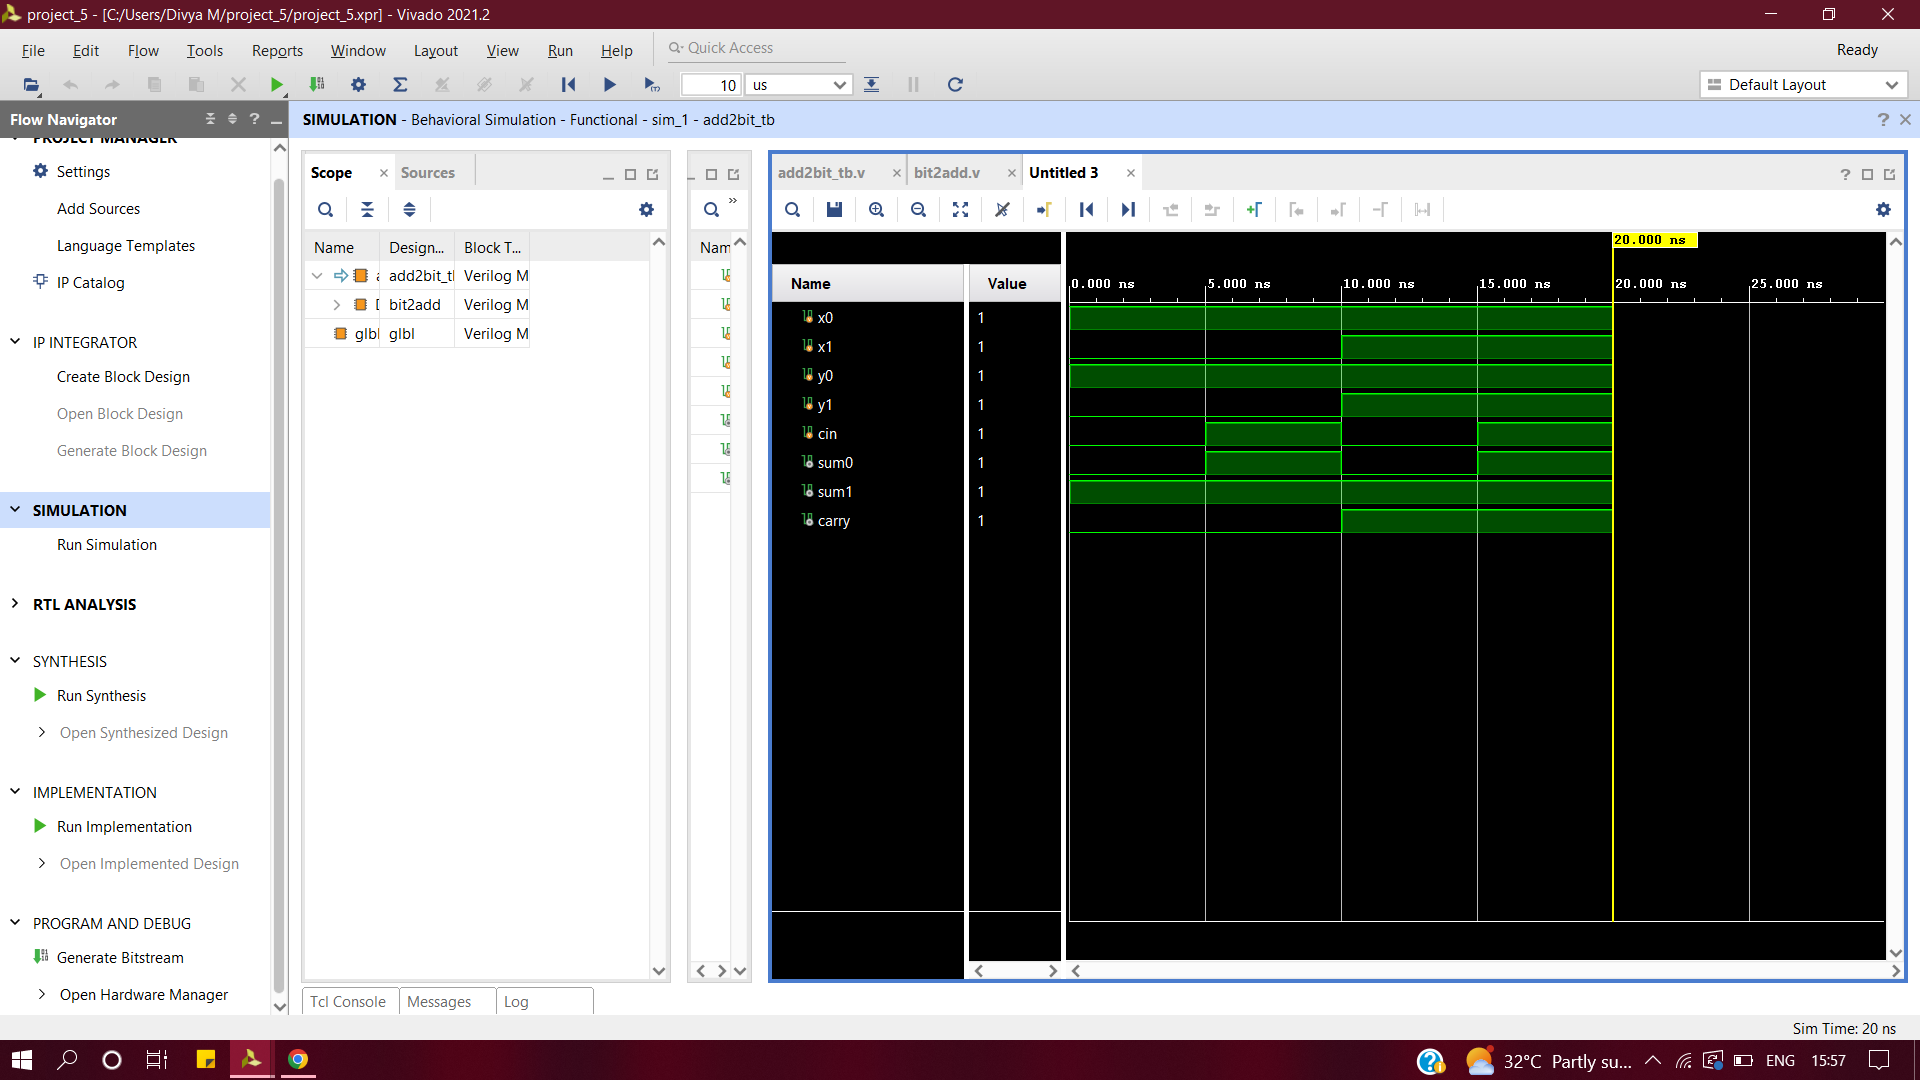 project_5 - [C:/Users/Divya M/project_5/project_5.xpr] - Vivado 2021.2
File Edit Flow Tools Reports Window Layout View Run Help Quick Access Ready
10 us Default Layout
Flow Navigator
SIMULATION - Behavioral Simulation - Functional - sim_1 - add2bit_tb
PROJECT MANAGER
Settings
Add Sources
Language Templates
IP Catalog
IP INTEGRATOR
Create Block Design
Open Block Design
Generate Block Design
SIMULATION
Run Simulation
RTL ANALYSIS
SYNTHESIS
Run Synthesis
Open Synthesized Design
IMPLEMENTATION
Run Implementation
Open Implemented Design
PROGRAM AND DEBUG
Generate Bitstream
Open Hardware Manager
Scope Sources
Name Design... Block T...
add2bit_tl Verilog M
bit2add Verilog M
glbl glbl Verilog M
Nam
add2bit_tb.v bit2add.v Untitled 3
20.000 ns
Name Value
0.000 ns 5.000 ns 10.000 ns 15.000 ns 20.000 ns 25.000 ns
x0 1
x1 1
y0 1
y1 1
cin 1
sum0 1
sum1 1
carry 1
Tcl Console Messages Log
Sim Time: 20 ns
32°C Partly su... ENG 15:57